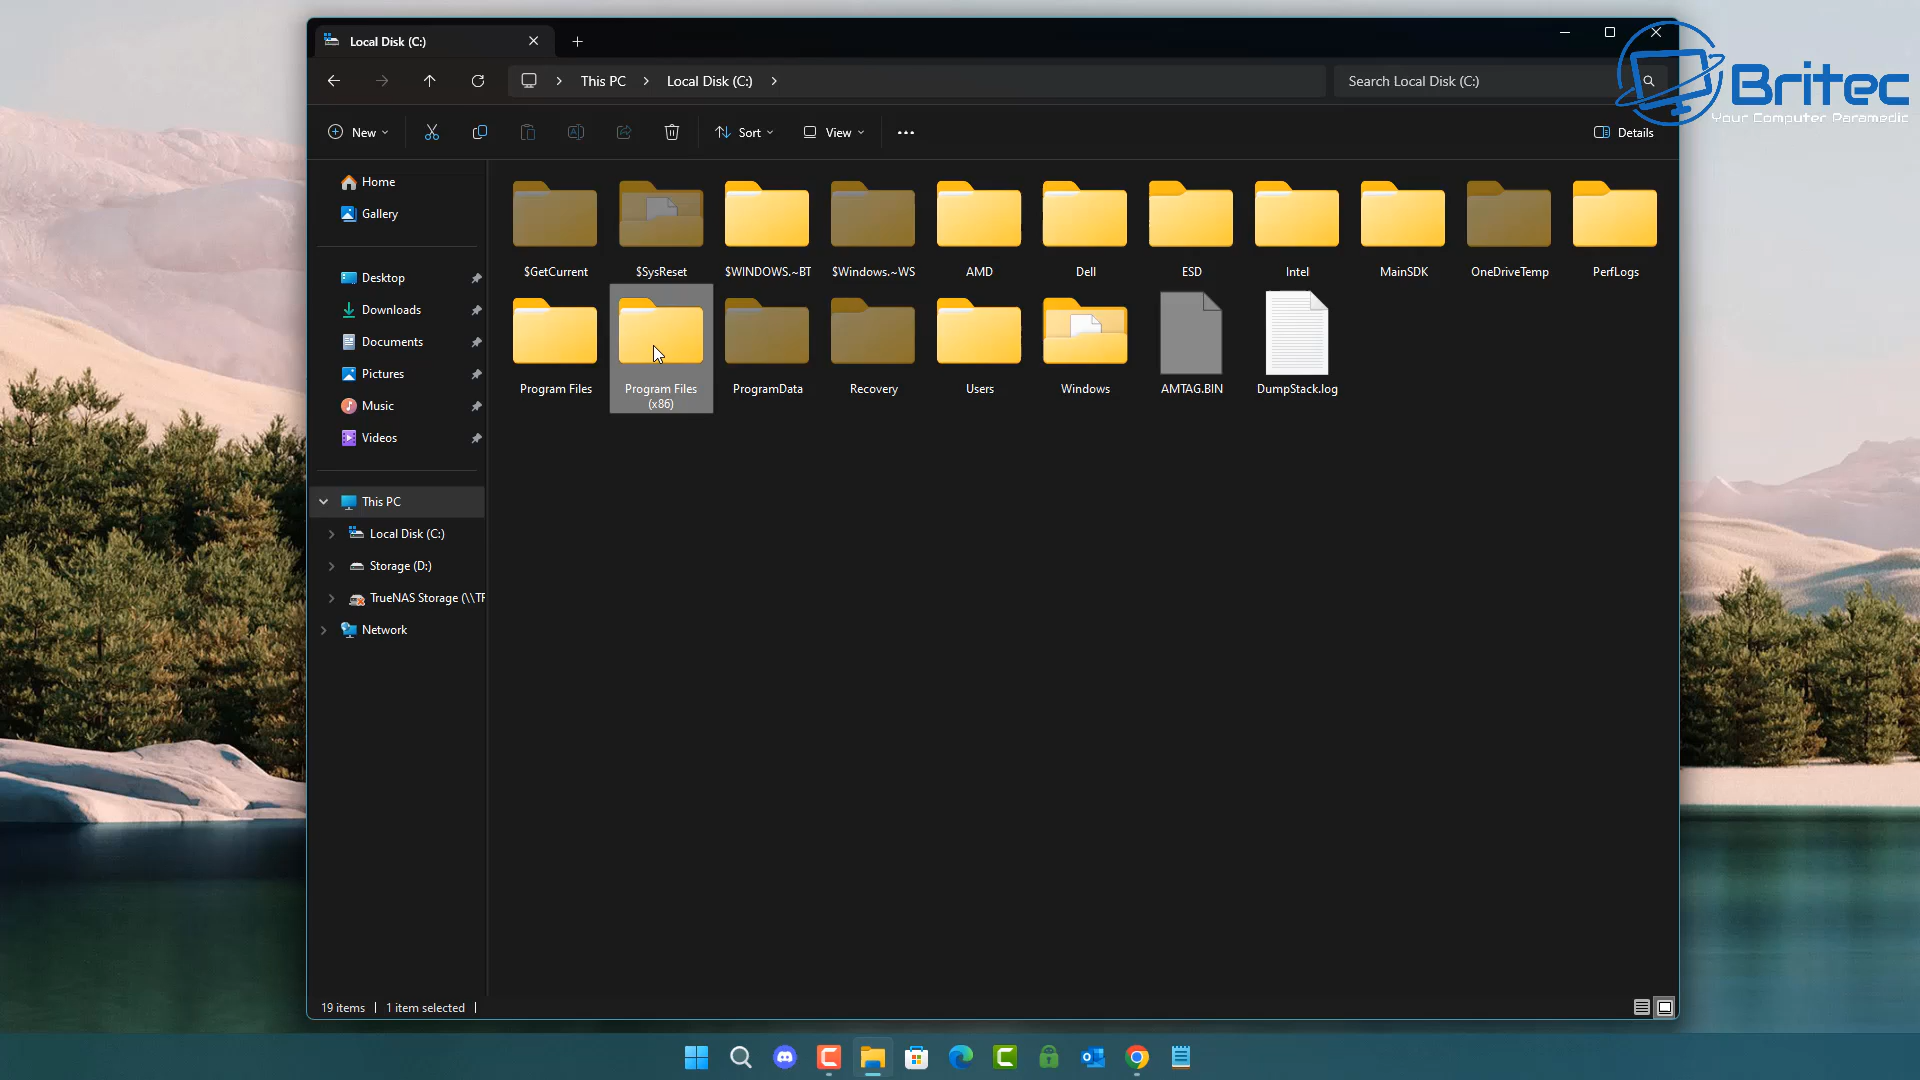 Local Disk (C:)
This PC
Local Disk (C:)
Search Local Disk (C:)
Britec
Your Computer Paramedic
New
Sort
View
Details
Home
Gallery
Desktop
Downloads
Documents
Pictures
Music
Videos
This PC
Local Disk (C:)
Storage (D:)
TrueNAS Storage (\\TF
Network
$GetCurrent
$SysReset
$WINDOWS.~BT
$Windows.~WS
AMD
Dell
ESD
Intel
MainSDK
OneDriveTemp
PerfLogs
Program Files
Program Files
(x86)
ProgramData
Recovery
Users
Windows
AMTAG.BIN
DumpStack.log
19 items
1 item selected